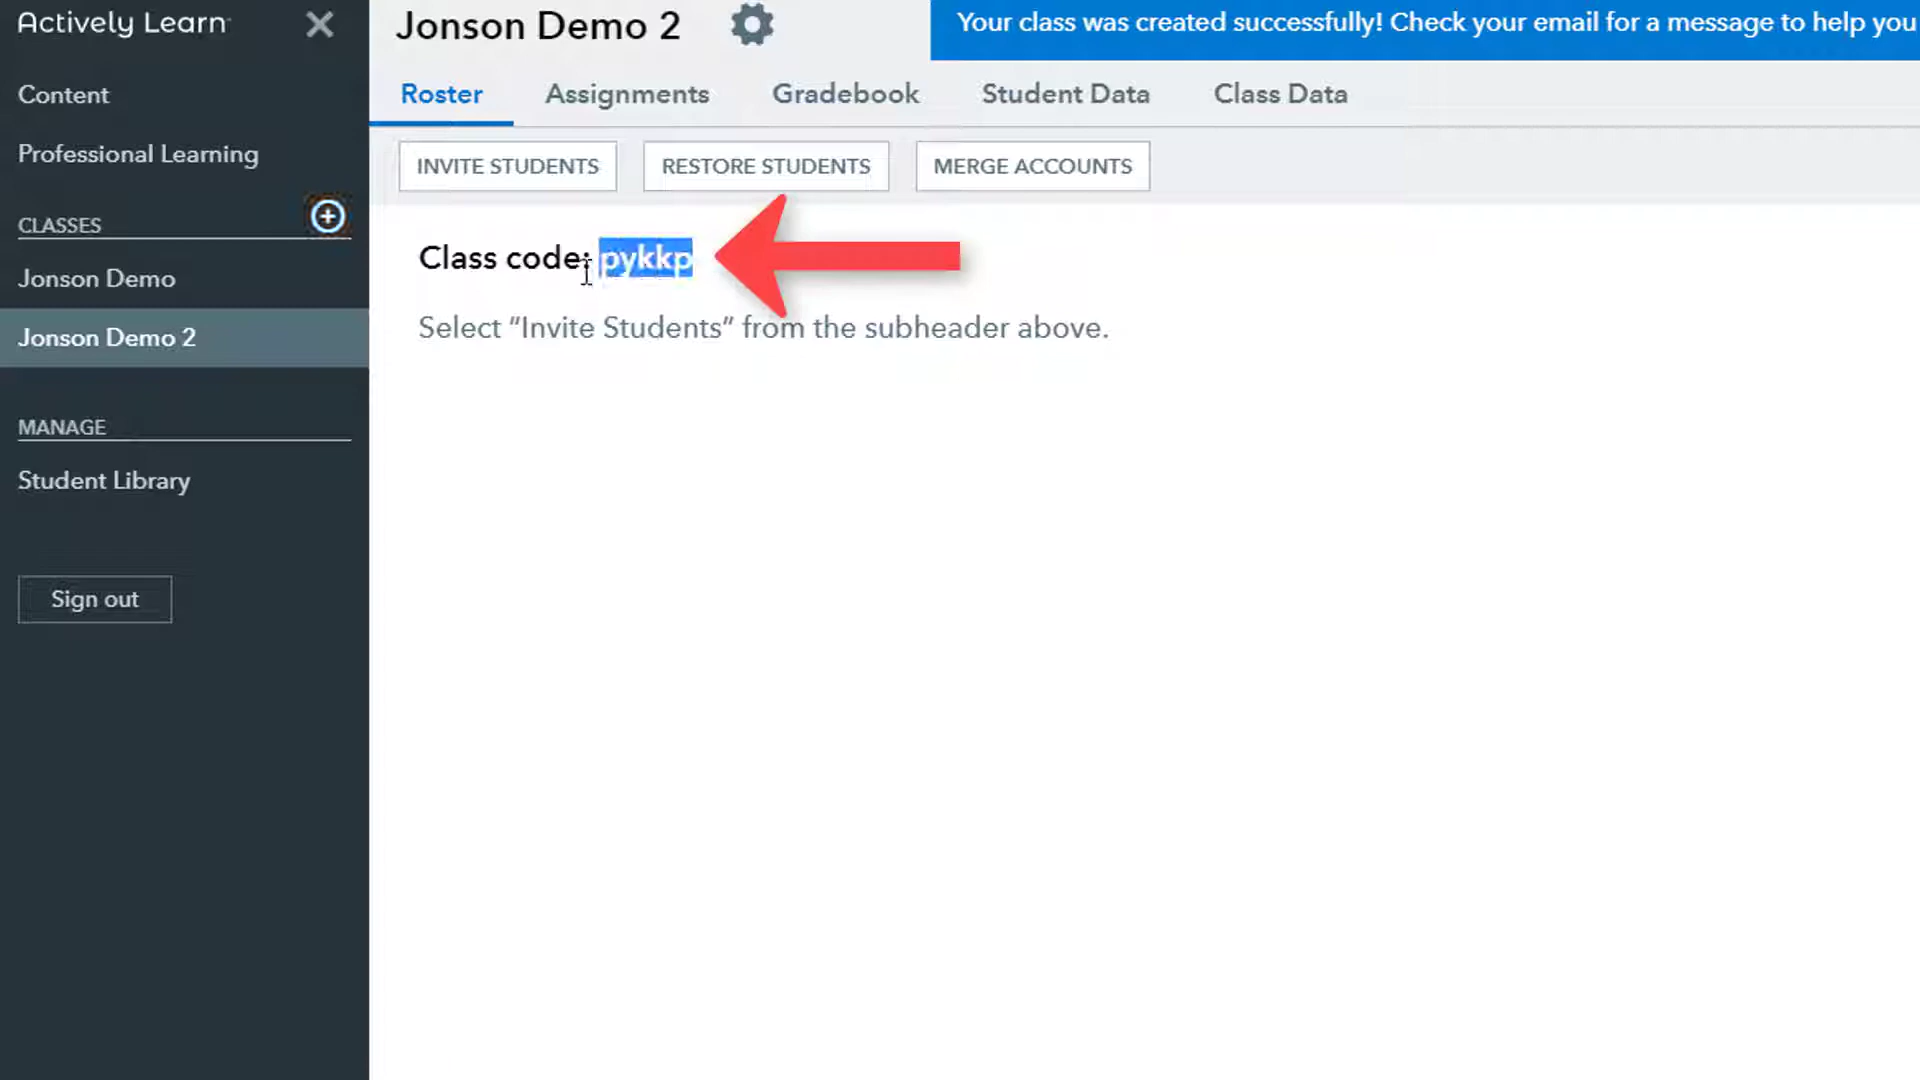 Actively Learn
Content
Professional Learning
CLASSES
Jonson Demo
Jonson Demo 2
MANAGE
Student Library
Sign out
Jonson Demo 2
Your class was created successfully! Check your email for a message to help you
Roster Assignments Gradebook Student Data Class Data
INVITE STUDENTS RESTORE STUDENTS MERGE ACCOUNTS
Class code: pykkp
Select “Invite Students” from the subheader above.